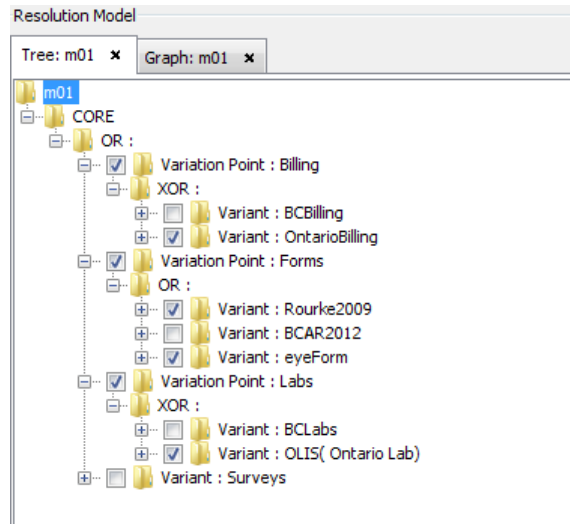 Resolution Model
Tree: m01 × Graph: m01 ×
m01
CORE
OR :
Variation Point : Billing
XOR :
Variant : BCBilling
Variant : OntarioBilling
Variation Point : Forms
OR :
Variant : Rourke2009
Variant : BCAR2012
Variant : eyeForm
Variation Point : Labs
XOR :
Variant : BCLabs
Variant : OLIS( Ontario Lab)
Variant : Surveys